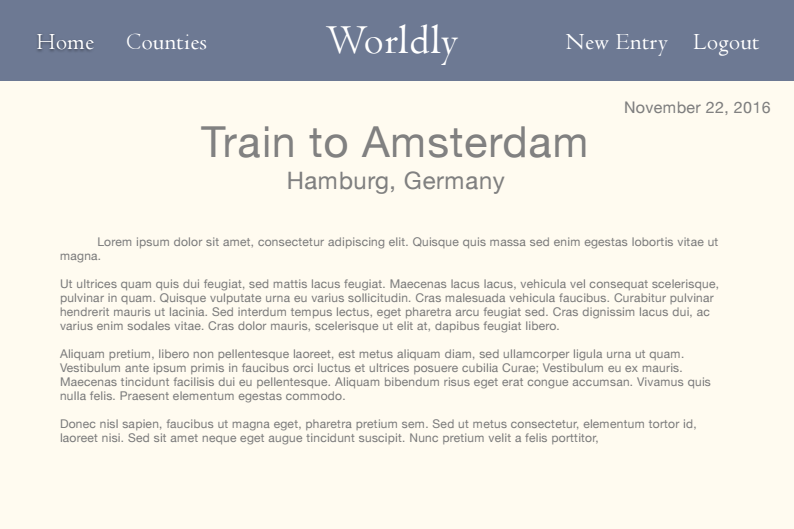 Home Counties Worldly New Entry Logout
November 22, 2016
Train to Amsterdam
Hamburg, Germany
Lorem ipsum dolor sit amet, consectetur adipiscing elit. Quisque quis massa sed enim egestas lobortis vitae ut
magna.
Ut ultrices quam quis dui feugiat, sed mattis lacus feugiat. Maecenas lacus lacus, vehicula vel consequat scelerisque,
pulvinar in quam. Quisque vulputate urna eu varius sollicitudin. Cras malesuada vehicula faucibus. Curabitur pulvinar
hendrerit mauris ut lacinia. Sed interdum tempus lectus, eget pharetra arcu feugiat sed. Cras dignissim lacus dui, ac
varius enim sodales vitae. Cras dolor mauris, scelerisque ut elit at, dapibus feugiat libero.
Aliquam pretium, libero non pellentesque laoreet, est metus aliquam diam, sed ullamcorper ligula urna ut quam.
Vestibulum ante ipsum primis in faucibus orci luctus et ultrices posuere cubilia Curae; Vestibulum eu ex mauris.
Maecenas tincidunt facilisis dui eu pellentesque. Aliquam bibendum risus eget erat congue accumsan. Vivamus quis
nulla felis. Praesent elementum egestas commodo.
Donec nisl sapien, faucibus ut magna eget, pharetra pretium sem. Sed ut metus consectetur, elementum tortor id,
laoreet nisi. Sed sit amet neque eget augue tincidunt suscipit. Nunc pretium velit a felis porttitor,